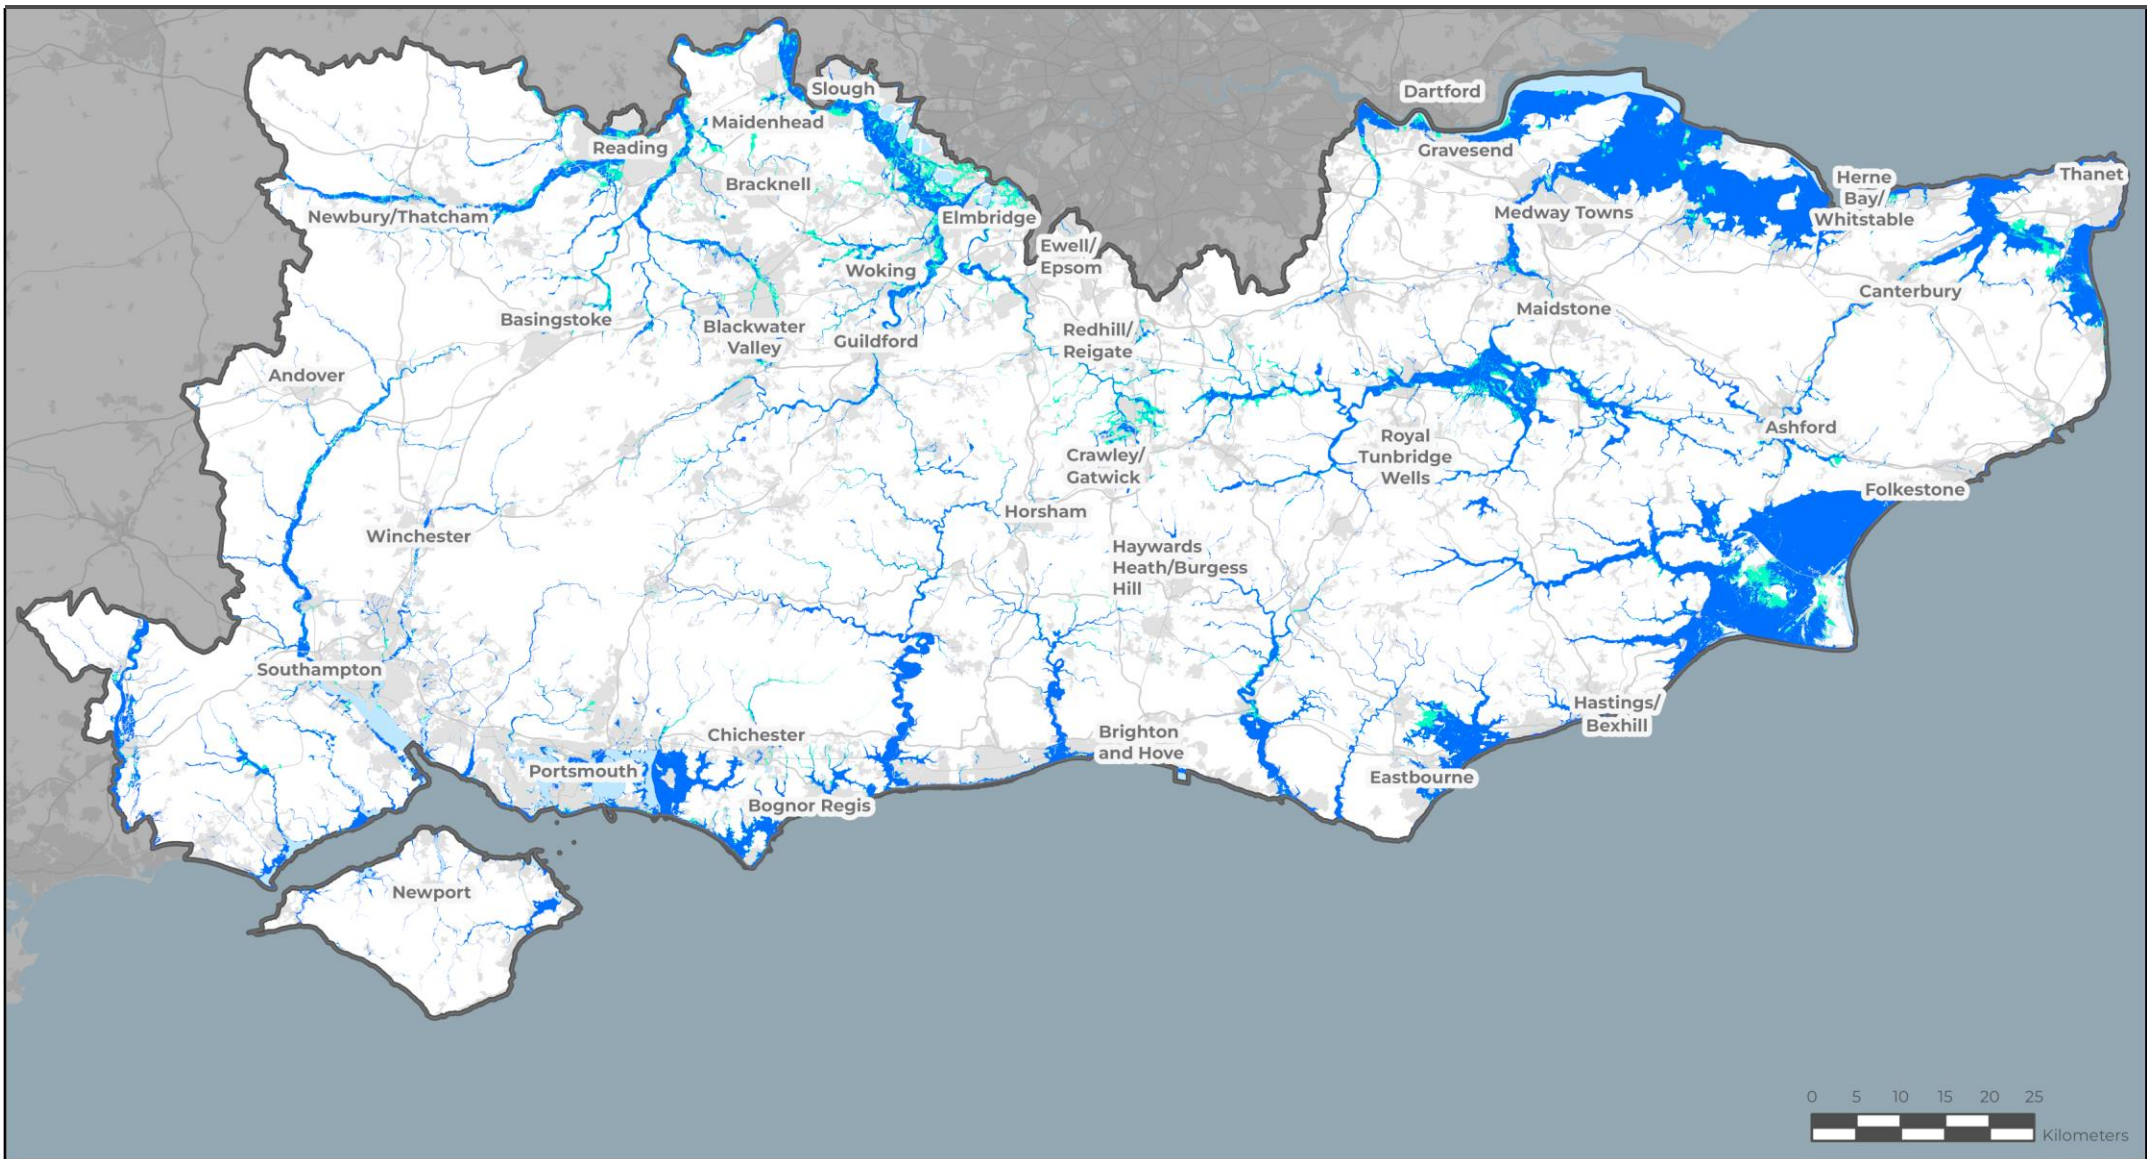 Slough
Dartford
Maidenhead
Reading
Gravesend
Thanet
Herne
Bay/
Whitstable
Bracknell
Newbury/Thatcham
Elmbridge
Medway Towns
Ewell/
Epsom
Woking
Canterbury
Maidstone
Basingstoke
Blackwater
Valley
Guildford
Redhill/
Reigate
Andover
Ashford
Royal
Tunbridge
Wells
Crawley/
Gatwick
Folkestone
Horsham
Winchester
Haywards
Heath/Burgess
Hill
Southampton
Hastings/
Bexhill
Chichester
Brighton
and Hove
Portsmouth
Eastbourne
Bognor Regis
Newport
0 5 10 15 20 25
Kilometers